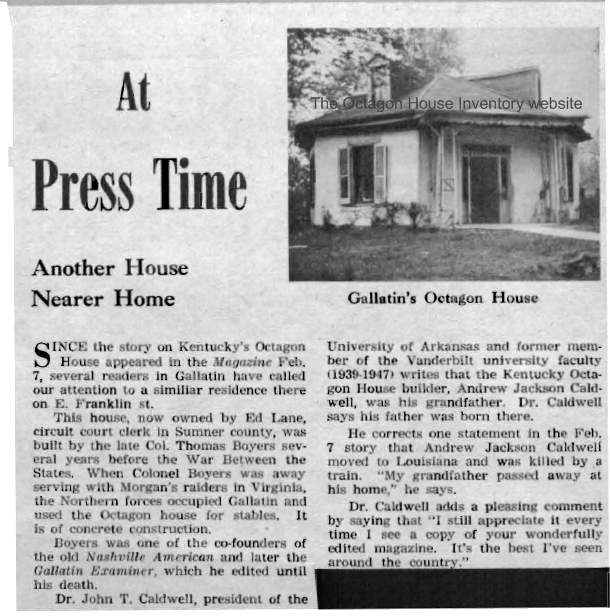 At
Press Time
Another House
Nearer Home
The Octagon House Inventory website
Gallatin's Octagon House
SINCE the story on Kentucky's Octagon
House appeared in the Magazine Feb.
7, several readers in Gallatin have called
our attention to a similiar residence there
on E. Franklin st.
This house, now owned by Ed Lane,
circuit court clerk in Sumner county, was
built by the late Col. Thomas Boyers sev-
eral years before the War Between the
States. When Colonel Boyers was away
serving with Morgan's raiders in Virginia,
the Northern forces occupied Gallatin and
used the Octagon house for stables. It
is of concrete construction.
Boyers was one of the co-founders of
the old Nashville American and later the
Gallatin Examiner, which he edited until
his death.
Dr. John T. Caldwell, president of the
University of Arkansas and former mem-
ber of the Vanderbilt university faculty
(1939-1947) writes that the Kentucky Octa-
gon House builder, Andrew Jackson Cald-
well, was his grandfather. Dr. Caldwell
says his father was born there.
He corrects one statement in the Feb.
7 story that Andrew Jackson Caldwell
moved to Louisiana and was killed by a
train. "My grandfather passed away at
his home," he says.
Dr. Caldwell adds a pleasing comment
by saying that "I still appreciate it every
time I see a copy of your wonderfully
edited magazine. It's the best I've seen
around the country."